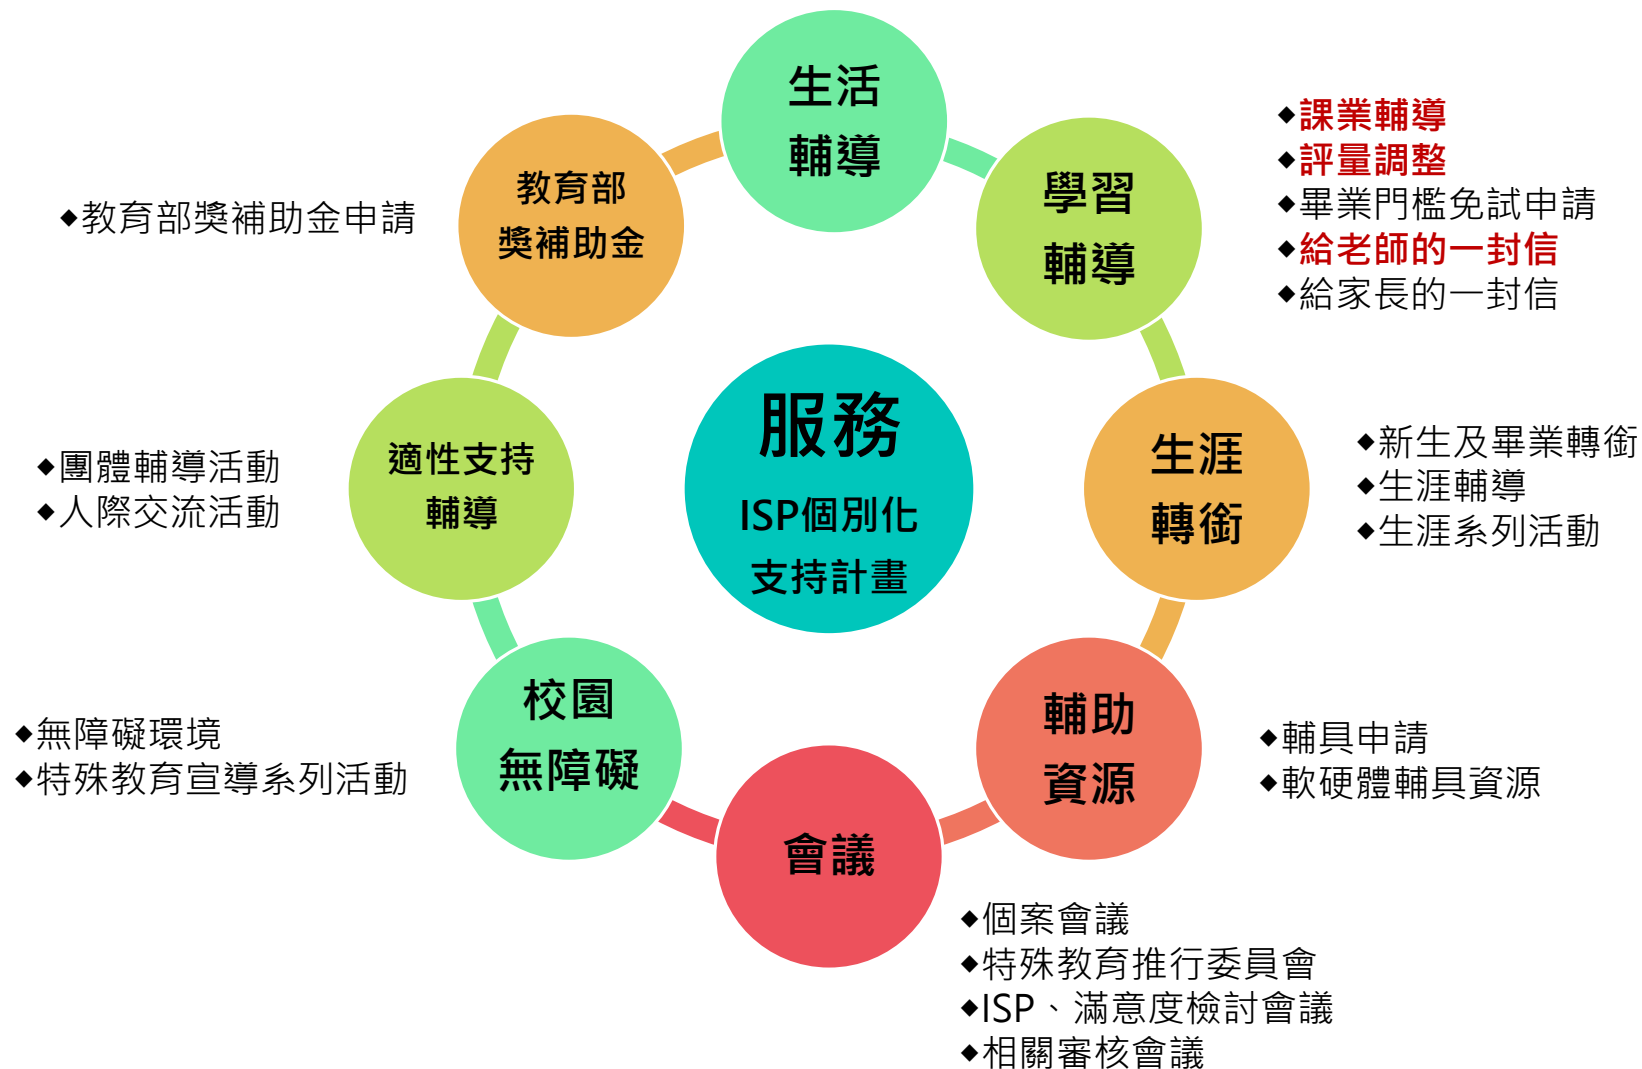 生活
輔導
學習
輔導
◆課業輔導
◆評量調整
◆畢業門檻免試申請
◆給老師的一封信
◆給家長的一封信
生涯
轉銜
◆新生及畢業轉銜
◆生涯輔導
◆生涯系列活動
輔助
資源
◆輔具申請
◆軟硬體輔具資源
會議
◆個案會議
◆特殊教育推行委員會
◆ISP、滿意度檢討會議
◆相關審核會議
校園
無障礙
◆無障礙環境
◆特殊教育宣導系列活動
適性支持
輔導
◆團體輔導活動
◆人際交流活動
教育部
獎補助金
◆教育部獎補助金申請
服務
ISP個別化
支持計畫